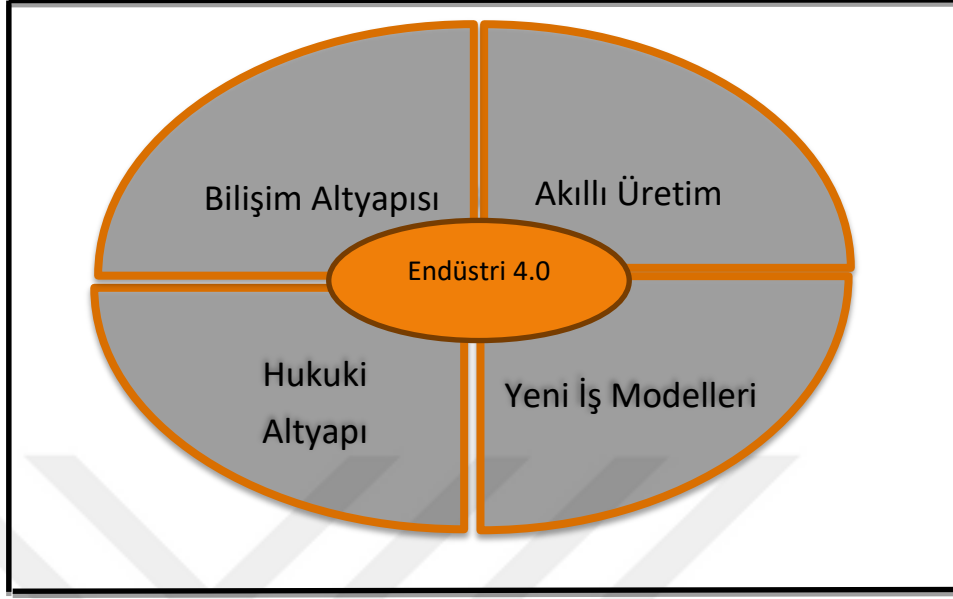 Bilişim Altyapısı
Akıllı Üretim
Endüstri 4.0
Hukuki
Altyapı
Yeni İş Modelleri